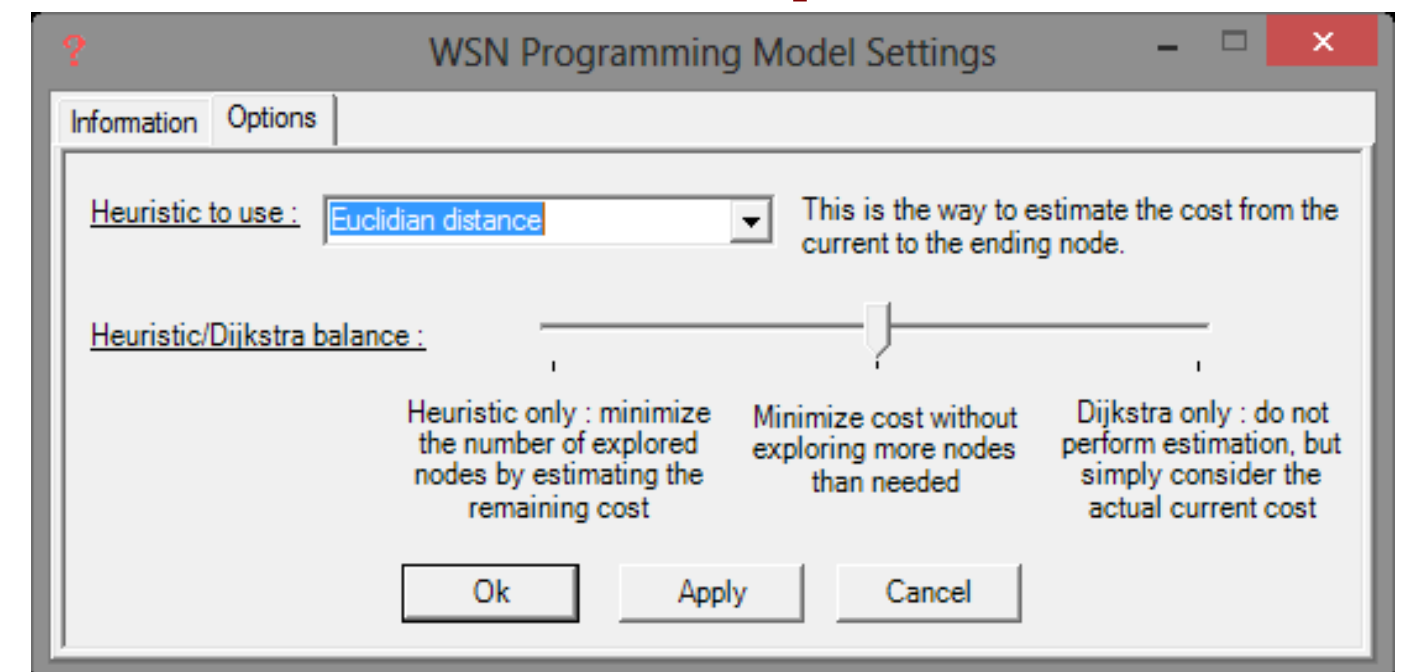 ?
WSN Programming Model Settings
Information Options
Heuristic to use :
Euclidian distance
This is the way to estimate the cost from the
current to the ending node.
Heuristic/Dijkstra balance :
Heuristic only : minimize
the number of explored
nodes by estimating the
remaining cost
Minimize cost without
exploring more nodes
than needed
Dijkstra only : do not
perform estimation, but
simply consider the
actual current cost
Ok Apply Cancel